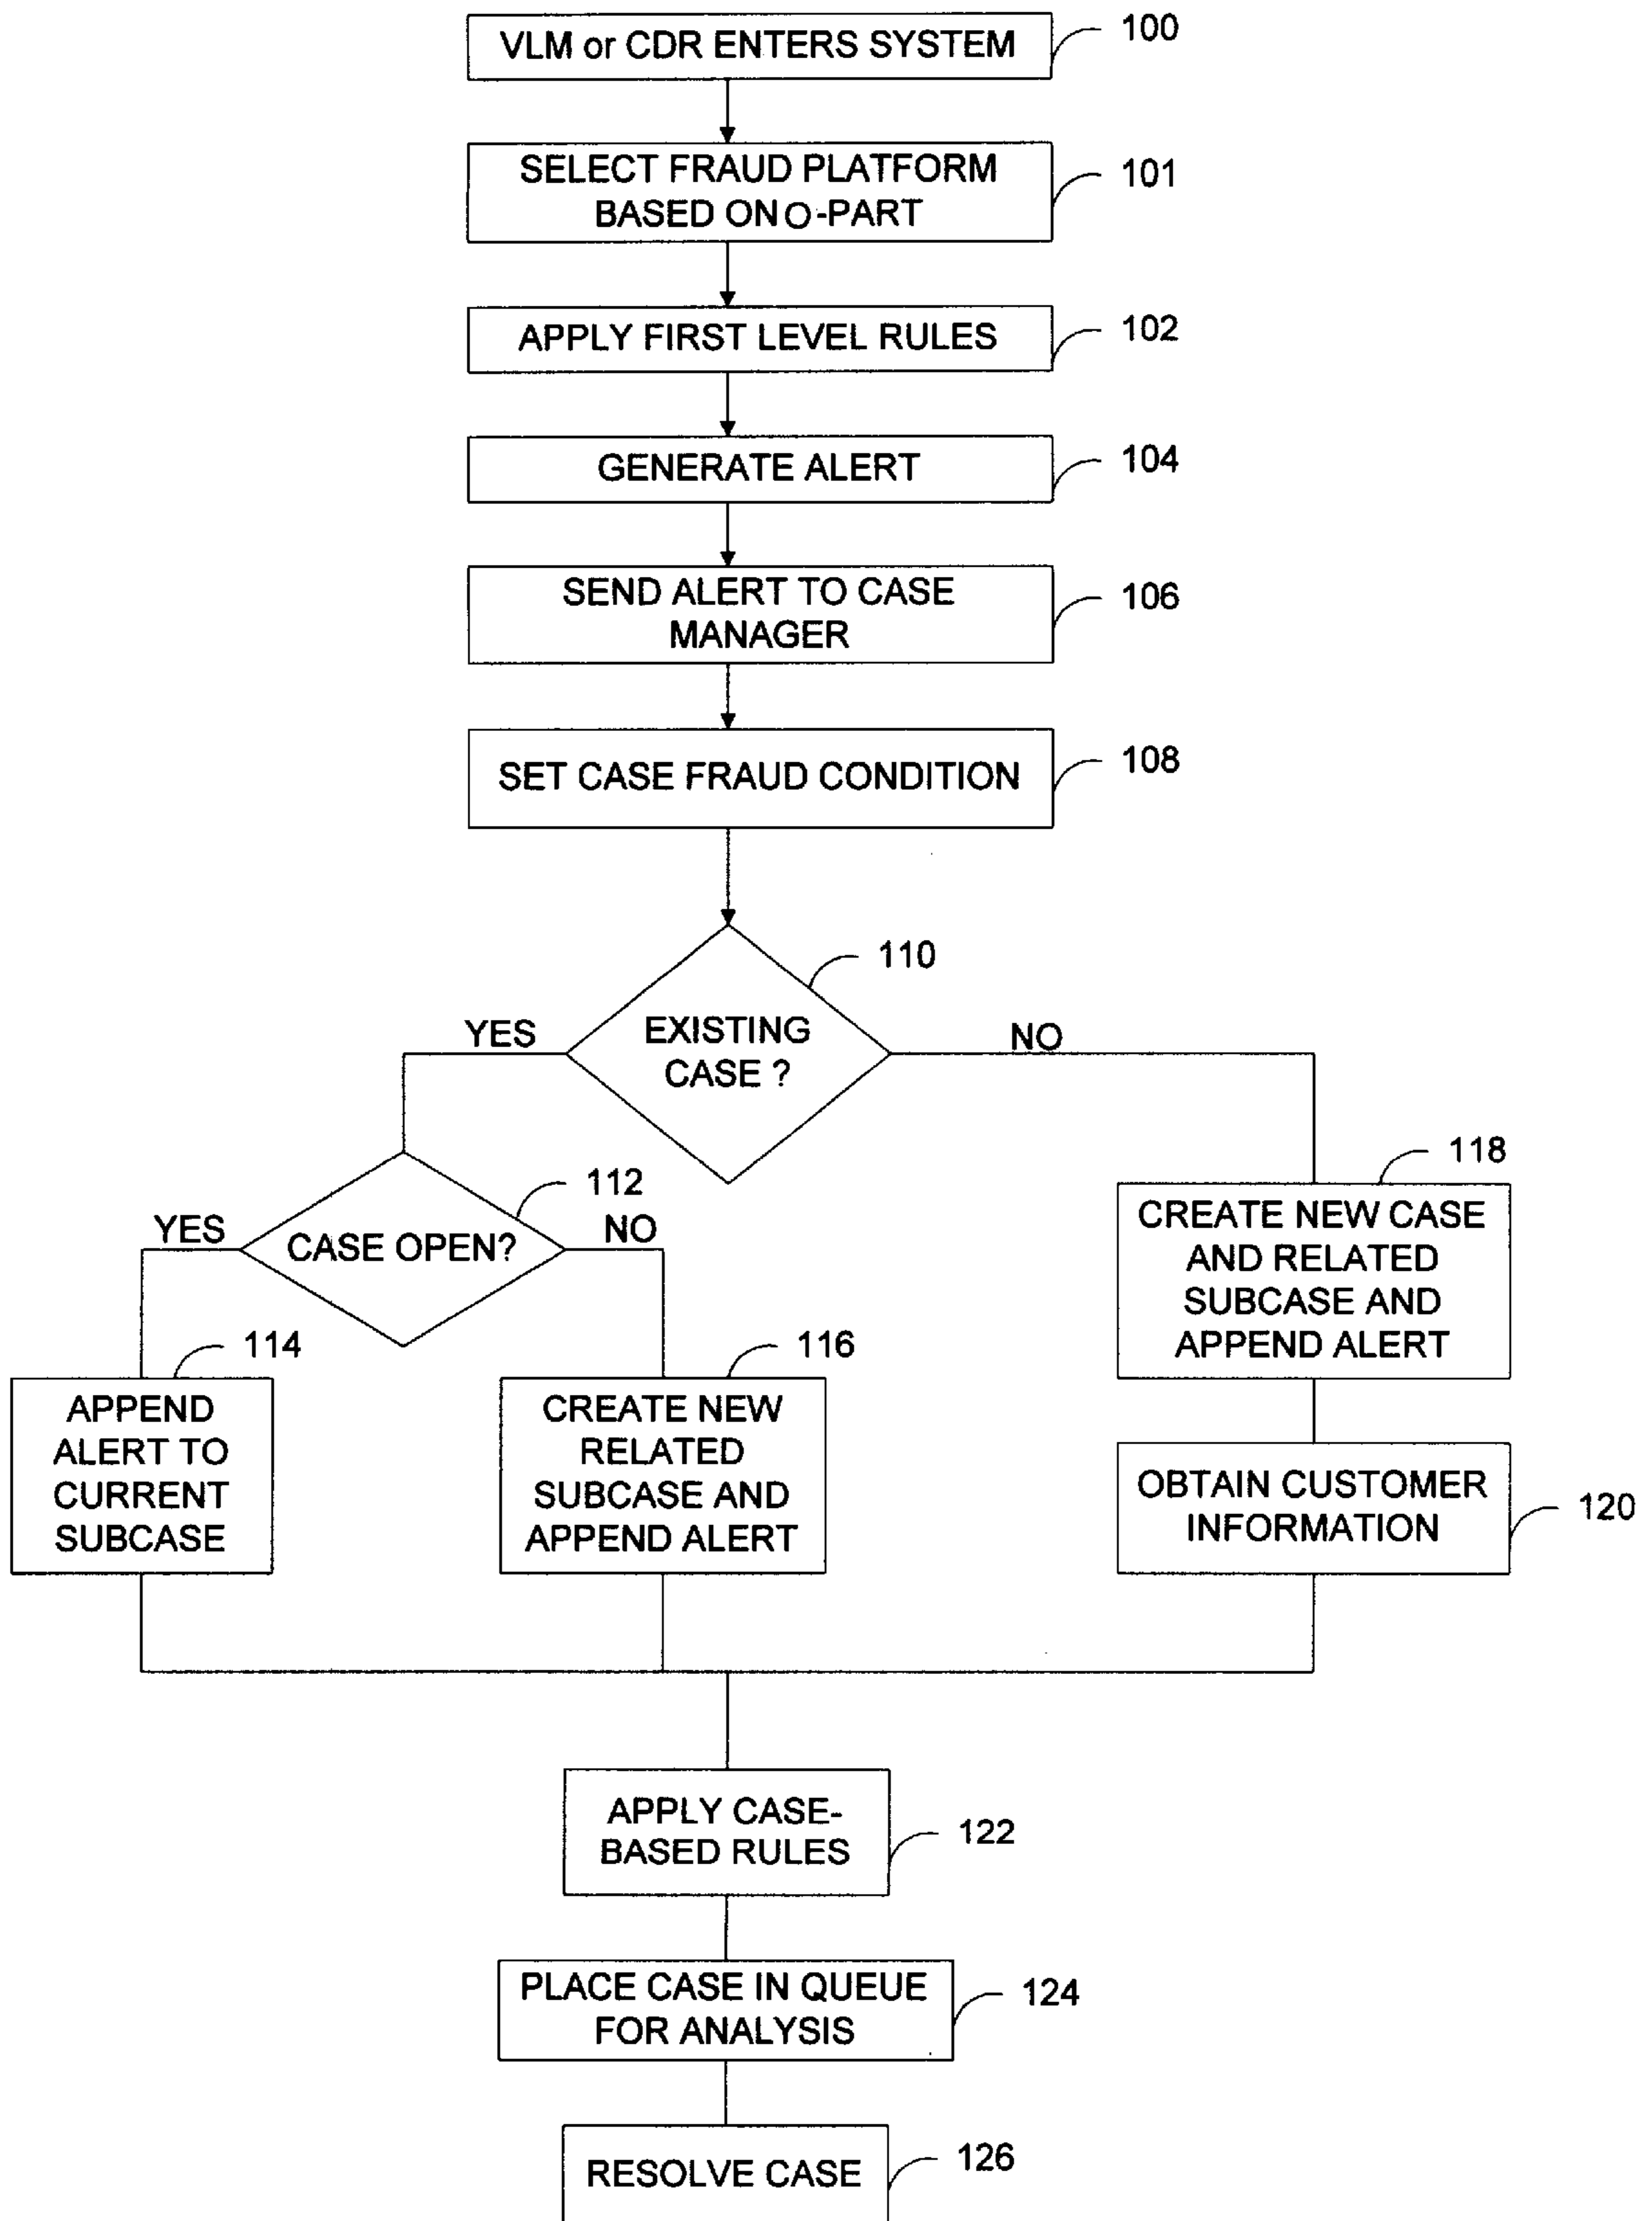 VLM or CDR ENTERS SYSTEM
100
SELECT FRAUD PLATFORM
BASED ON O-PART
101
APPLY FIRST LEVEL RULES
102
GENERATE ALERT
104
SEND ALERT TO CASE
MANAGER
106
SET CASE FRAUD CONDITION
108
110
EXISTING
CASE ?
YES
NO
112
CASE OPEN?
YES
NO
118
CREATE NEW CASE
AND RELATED
SUBCASE AND
APPEND ALERT
114
APPEND
ALERT TO
CURRENT
SUBCASE
116
CREATE NEW
RELATED
SUBCASE AND
APPEND ALERT
OBTAIN CUSTOMER
INFORMATION
120
APPLY CASE-
BASED RULES
122
PLACE CASE IN QUEUE
FOR ANALYSIS
124
RESOLVE CASE
126